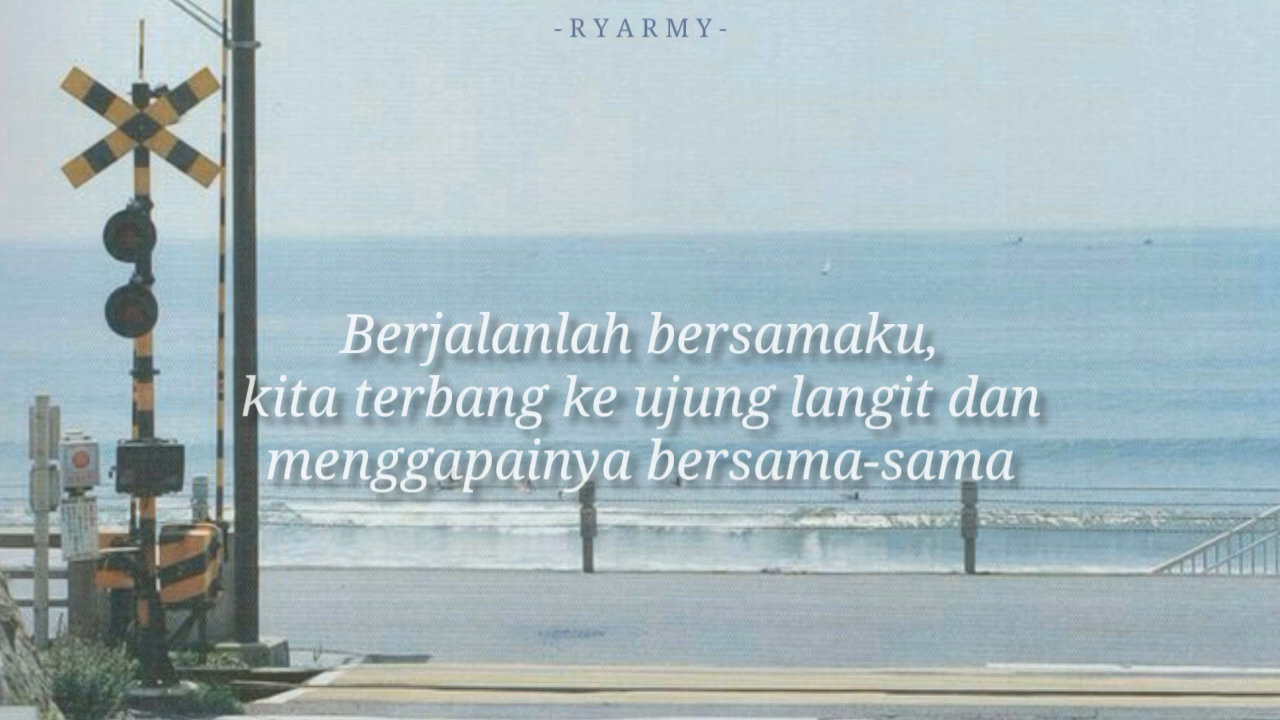 -RYARMY-
Berjalanlah bersamaku,
kita terbang ke ujung langit dan
menggapainya bersama-sama